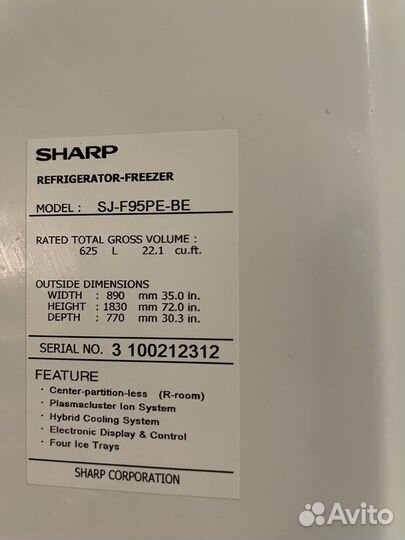 SHARP
REFRIGERATOR-FREEZER
MODEL : SJ-F95PE-BE
RATED TOTAL GROSS VOLUME :
625 L 22.1 cu.ft.
OUTSIDE DIMENSIONS
WIDTH : 890 mm 35.0 in.
HEIGHT : 1830 mm 72.0 in.
DEPTH : 770 mm 30.3 in.
SERIAL NO. 3 100212312
FEATURE
· Center-partition-less (R-room)
· Plasmacluster Ion System
· Hybrid Cooling System
· Electronic Display & Control
· Four Ice Trays
SHARP CORPORATION
Avito